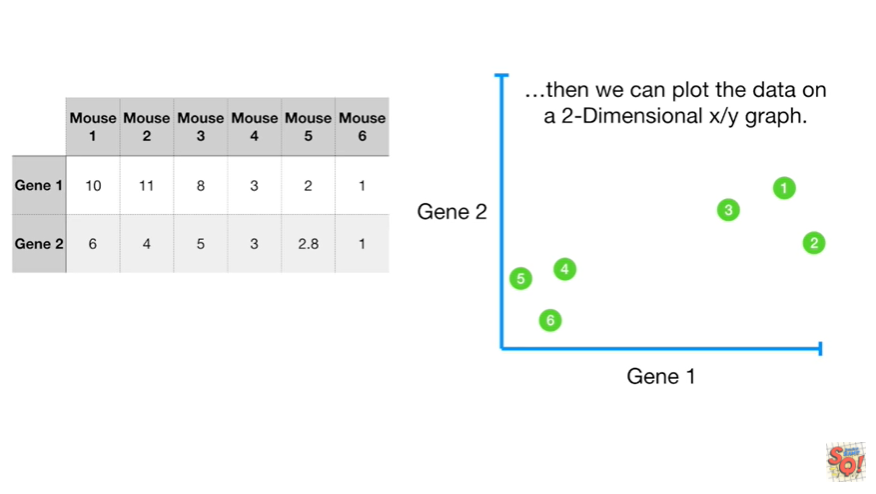 …then we can plot the data on
a 2-Dimensional x/y graph.
Mouse 1 Mouse 2 Mouse 3 Mouse 4 Mouse 5 Mouse 6
Gene 1 10 11 8 3 2 1
Gene 2 6 4 5 3 2.8 1
Gene 2
1
3
2
4
5
6
Gene 1
SQ!